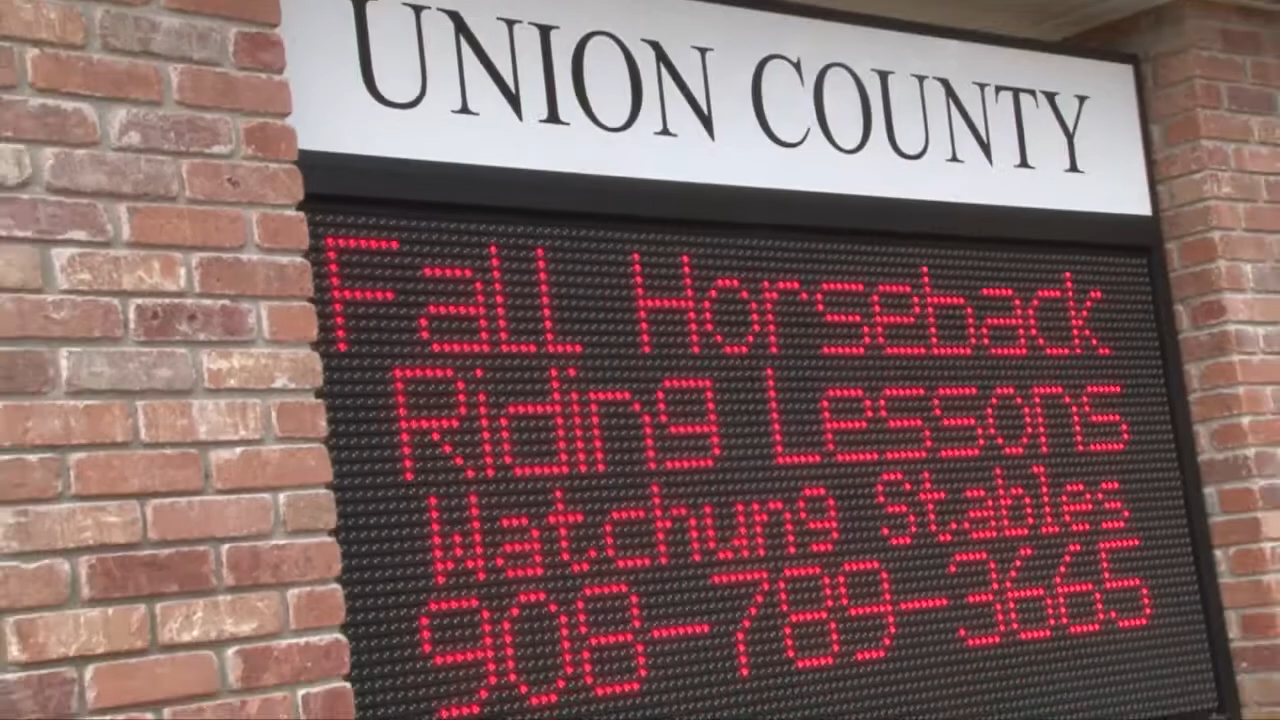 UNION COUNTY
Fall Horseback
Riding Lessons
Watchung Stables
908-789-3665